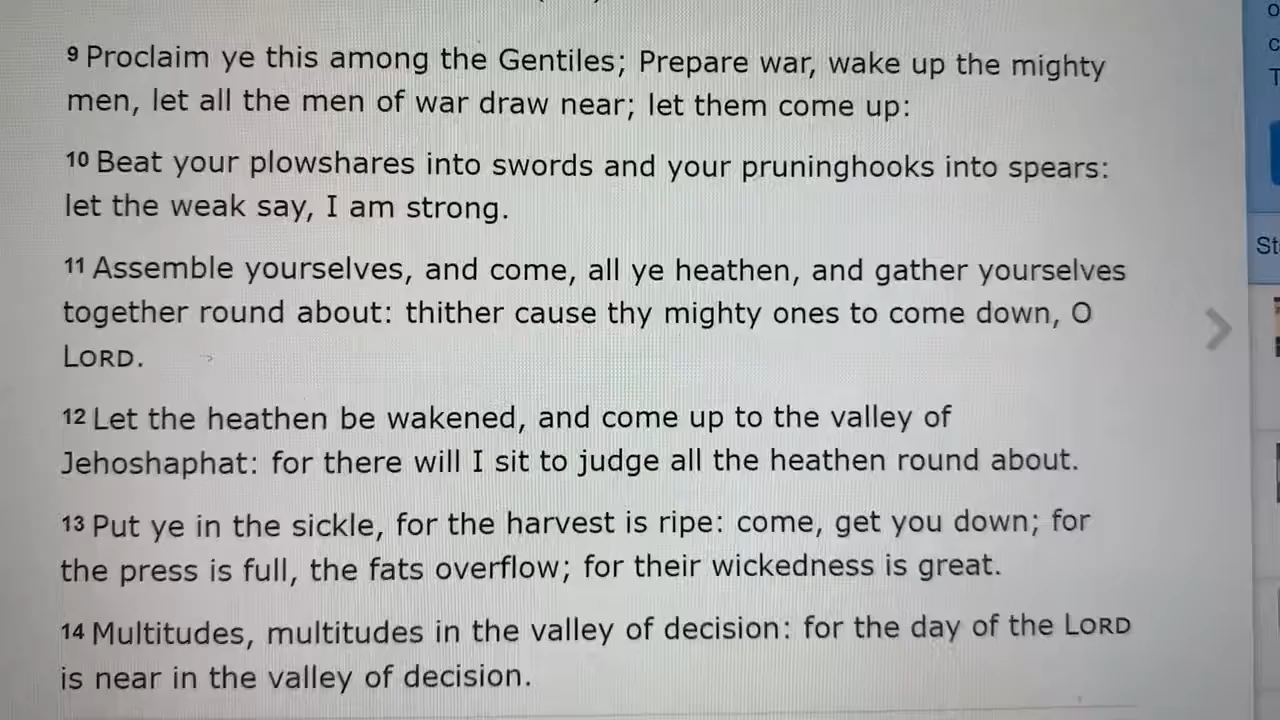 9 Proclaim ye this among the Gentiles; Prepare war, wake up the mighty
men, let all the men of war draw near; let them come up:
10 Beat your plowshares into swords and your pruninghooks into spears:
let the weak say, I am strong.
11 Assemble yourselves, and come, all ye heathen, and gather yourselves
together round about: thither cause thy mighty ones to come down, O
LORD.
12 Let the heathen be wakened, and come up to the valley of
Jehoshaphat: for there will I sit to judge all the heathen round about.
13 Put ye in the sickle, for the harvest is ripe: come, get you down; for
the press is full, the fats overflow; for their wickedness is great.
14 Multitudes, multitudes in the valley of decision: for the day of the LORD
is near in the valley of decision.